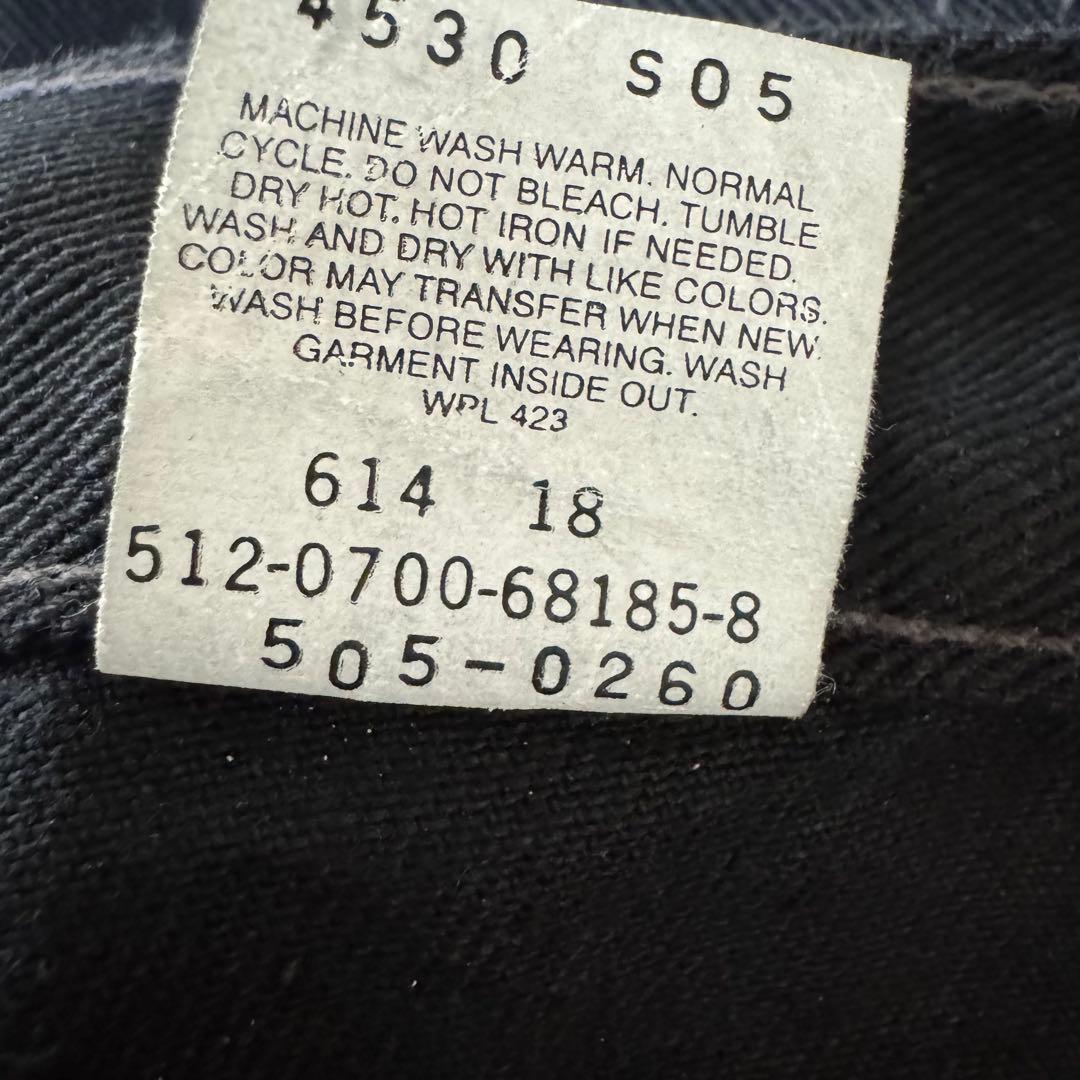 4530 S05
MACHINE WASH WARM. NORMAL
CYCLE. DO NOT BLEACH. TUMBLE
DRY HOT. HOT IRON IF NEEDED.
WASH AND DRY WITH LIKE COLORS.
COLOR MAY TRANSFER WHEN NEW.
WASH BEFORE WEARING. WASH
GARMENT INSIDE OUT.
WPL 423
614 18
512-0700-68185-8
505-0260